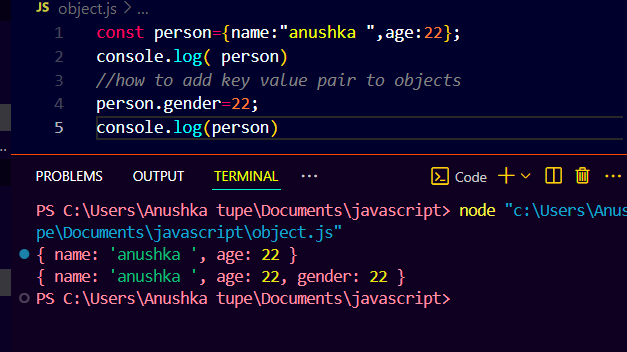 JS object.js > ...
1 const person={name:"anushka ",age:22};
2 console.log( person)
3 //how to add key value pair to objects
4 person.gender=22;
5 console.log(person)
PROBLEMS OUTPUT TERMINAL ... Code
PS C:\Users\Anushka tupe\Documents\javascript> node "c:\Users\Anus
pe\Documents\javascript\object.js"
{ name: 'anushka ', age: 22 }
{ name: 'anushka ', age: 22, gender: 22 }
PS C:\Users\Anushka tupe\Documents\javascript>